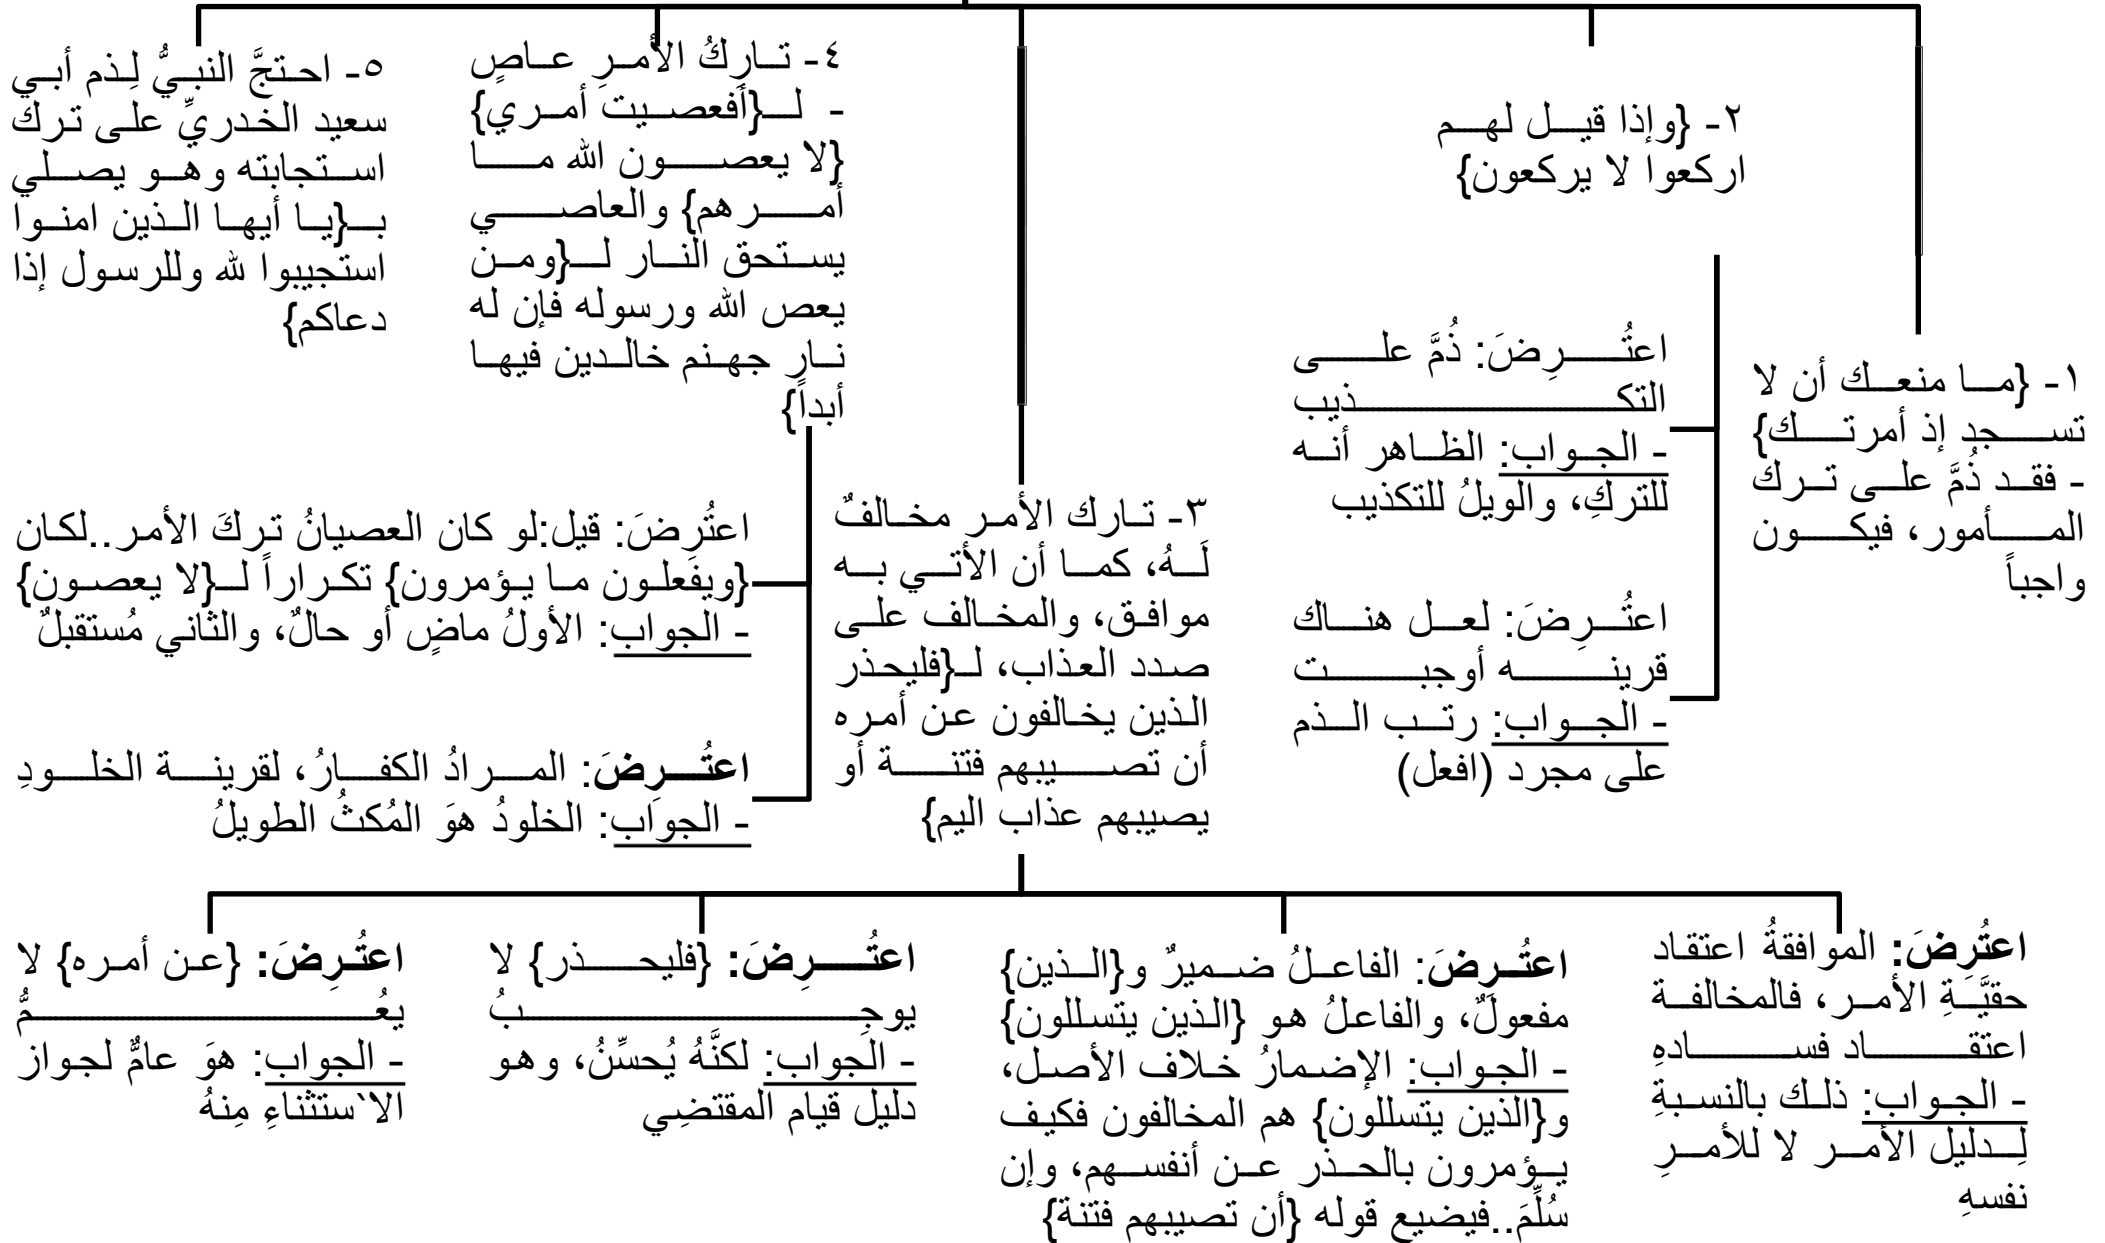 ١- {ما منعك أن لا
تسجد إذ أمرتك}
- فقد ذُمَّ على ترك
المأمور، فيكون
واجباً
٢- {وإذا قيل لهم
اركعوا لا يركعون}
اعتُرِضَ: ذُمَّ على
التكذيب
- الجواب: الظاهر أنه
للتركِ، والويلُ للتكذيب
اعتُرِضَ: لعل هناك
قرينه أوجبت
- الجواب: رتب الذم
على مجرد (افعل)
٣- تارك الأمر مخالفٌ
لَهُ، كما أن الأتي به
موافق، والمخالف على
صدد العذاب، لـ{فليحذر
الذين يخالفون عن أمره
أن تصيبهم فتنة أو
يصيبهم عذاب اليم}
٤- تارِكُ الأمرِ عاصٍ
- لـ{أفعصيت أمري}
{لا يعصون الله ما
أمرهم} والعاصي
يستحق النار لـ{ومن
يعص الله ورسوله فإن له
نار جهنم خالدين فيها
أبداً}
اعتُرِضَ: قيل:لو كان العصيانُ تركَ الأمر..لكان
{ويفعلون ما يؤمرون} تكراراً لـ{لا يعصون}
- الجواب: الأولُ ماضٍ أو حالٌ، والثاني مُستقبلٌ
اعتُرِضَ: المرادُ الكفارُ، لقرينة الخلودِ
- الجواب: الخلودُ هوَ المُكثُ الطويلُ
٥- احتجَّ النبيُّ لِذم أبي
سعيد الخدريِّ على ترك
استجابته وهو يصلي
بـ{يا أيها الذين امنوا
استجيبوا لله وللرسول إذا
دعاكم}
اعتُرِضَ: الموافقةُ اعتقاد
حقيَّةِ الأمر، فالمخالفة
اعتقاد فسادهِ
- الجواب: ذلك بالنسبةِ
لِدليل الأمر لا للأمرِ
نفسهِ
اعتُرِضَ: الفاعلُ ضميرٌ و{الذين}
مفعولٌ، والفاعلُ هو {الذين يتسللون}
- الجواب: الإضمارُ خلاف الأصل،
و{الذين يتسللون} هم المخالفون فكيف
يؤمرون بالحذر عن أنفسهم، وإن
سُلِّمَ..فيضيع قوله {أن تصيبهم فتنة}
اعتُرِضَ: {فليحذر} لا
يوجِبُ
- الجواب: لكنَّهُ يُحسِّنُ، وهو
دليل قيام المقتضِي
اعتُرِضَ: {عن أمره} لا
يعُمُّ
- الجواب: هوَ عامٌّ لجواز
الا`ستثناءِ مِنهُ